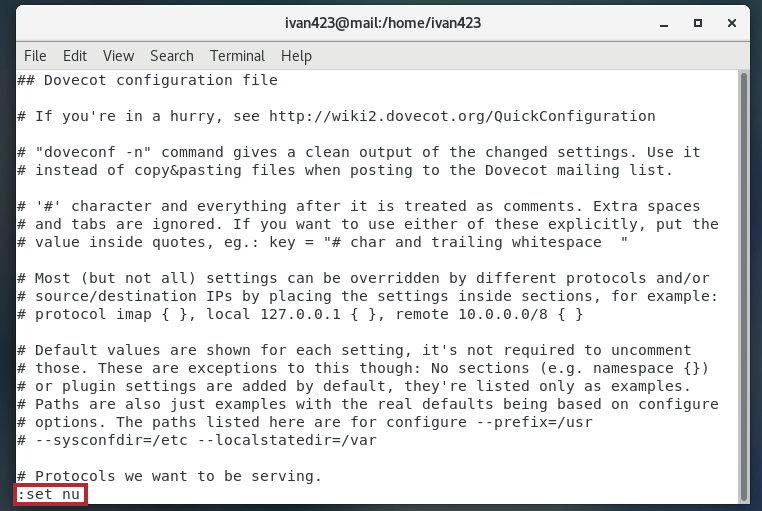 ivan423@mail:/home/ivan423
File Edit View Search Terminal Help
## Dovecot configuration file
# If you're in a hurry, see http://wiki2.dovecot.org/QuickConfiguration
# "doveconf -n" command gives a clean output of the changed settings. Use it
# instead of copy&pasting files when posting to the Dovecot mailing list.
# '#' character and everything after it is treated as comments. Extra spaces
# and tabs are ignored. If you want to use either of these explicitly, put the
# value inside quotes, eg.: key = "# char and trailing whitespace  "
# Most (but not all) settings can be overridden by different protocols and/or
# source/destination IPs by placing the settings inside sections, for example:
# protocol imap { }, local 127.0.0.1 { }, remote 10.0.0.0/8 { }
# Default values are shown for each setting, it's not required to uncomment
# those. These are exceptions to this though: No sections (e.g. namespace {})
# or plugin settings are added by default, they're listed only as examples.
# Paths are also just examples with the real defaults being based on configure
# options. The paths listed here are for configure --prefix=/usr
# --sysconfdir=/etc --localstatedir=/var
# Protocols we want to be serving.
:set nu